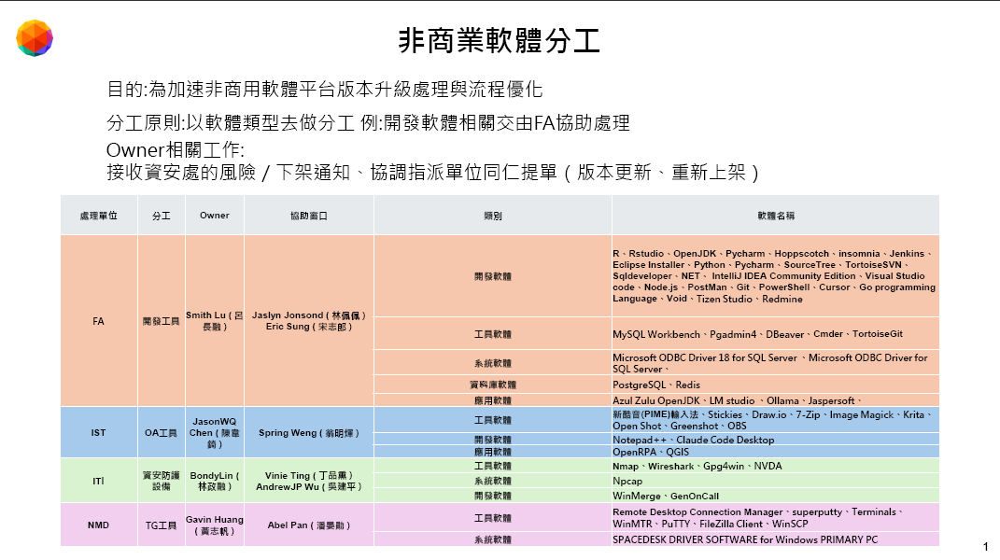 非商業軟體分工
目的:為加速非商用軟體平台版本升級處理與流程優化
分工原則:以軟體類型去做分工 例:開發軟體相關交由FA協助處理
Owner相關工作:
接收資安處的風險 / 下架通知、協調指派單位同仁提單 ( 版本更新、重新上架 )
處理單位 分工 Owner 協助窗口 類別 軟體名稱
FA 開發工具
Smith Lu ( 呂
長融 )
Jaslyn Jonsond ( 林佩佩 )
Eric Sung ( 宋志郎 )
開發軟體
R、Rstudio、OpenJDK、Pycharm、Hoppscotch、insomnia、Jenkins、
Eclipse Installer、Python、Pycharm、SourceTree、TortoiseSVN、
Sqldeveloper、NET、 IntelliJ IDEA Community Edition、Visual Studio
code、Node.js、PostMan、Git、PowerShell、Cursor、Go programming
Language、Void、Tizen Studio、Redmine
工具軟體
MySQL Workbench、Pgadmin4、DBeaver、Cmder、TortoiseGit
系統軟體
Microsoft ODBC Driver 18 for SQL Server 、Microsoft ODBC Driver for
SQL Server、
資料庫軟體
PostgreSQL、Redis
應用軟體
Azul Zulu OpenJDK、LM studio 、Ollama、Jaspersoft、
IST OA工具
JasonWQ
Chen ( 陳韋
錡 )
Spring Weng ( 翁明煇 )
工具軟體
新酷音(PIME)輸入法、Stickies、Draw.io、7-Zip、Image Magick、Krita、
Open Shot、Greenshot、OBS
開發軟體
Notepad++、Claude Code Desktop
應用軟體
OpenRPA、QGIS
ITI
資安防護
設備
BondyLin (
林政融 )
Vinie Ting ( 丁品薰 )
AndrewJP Wu ( 吳建平 )
工具軟體
Nmap、Wireshark、Gpg4win、NVDA
系統軟體
Npcap
開發軟體
WinMerge、GenOnCall
NMD TG工具
Gavin Huang
( 黃志帆 )
Abel Pan ( 潘晏勛 )
工具軟體
Remote Desktop Connection Manager、superputty、Terminals、
WinMTR、PuTTY、FileZilla Client、WinSCP
系統軟體
SPACEDESK DRIVER SOFTWARE for Windows PRIMARY PC
1